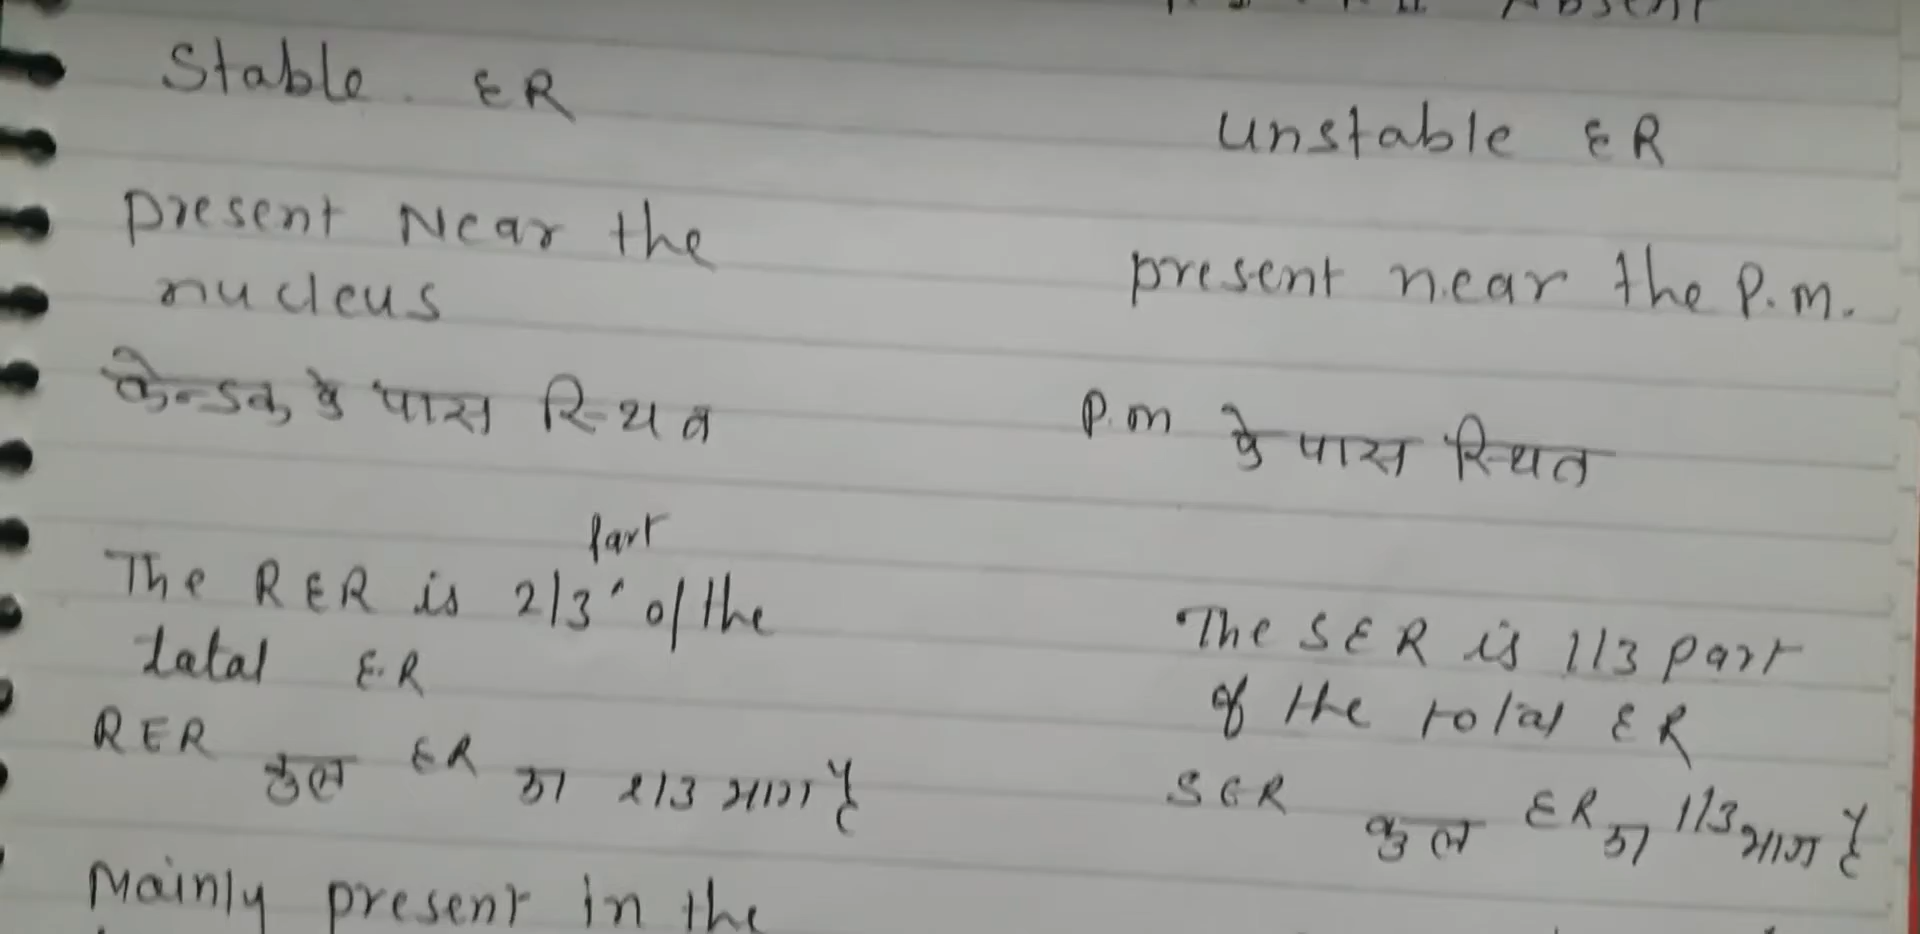 Absent
Stable ER
unstable ER
present Near the
nucleus
present near the P.m.
केन्द्रक के पास स्थित
P.m के पास स्थित
part
The RER is 2/3 of the
total ER
The SER is 1/3 part
of the total ER
RER कुल ER का 2/3 भाग है
SER कुल ER का 1/3 भाग है
Mainly present in the